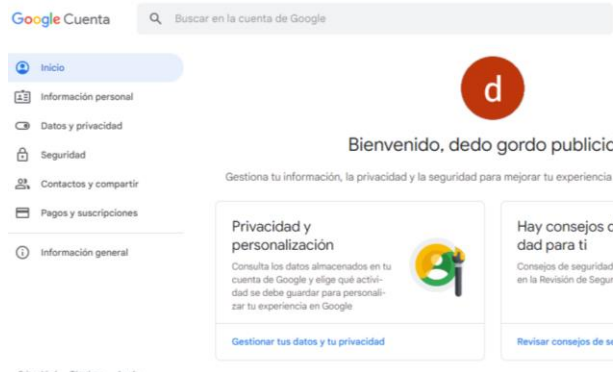 Google Cuenta
Buscar en la cuenta de Google
Inicio
Información personal
Datos y privacidad
Seguridad
Contactos y compartir
Pagos y suscripciones
Información general
d
Bienvenido, dedo gordo publicid
Gestiona tu información, la privacidad y la seguridad para mejorar tu experiencia
Privacidad y
personalización
Consulta los datos almacenados en tu
cuenta de Google y elige qué activi-
dad se debe guardar para personali-
zar tu experiencia en Google
Gestionar tus datos y tu privacidad
Hay consejos
dad para ti
Consejos de seguridad
en la Revisión de Segur
Revisar consejos de se